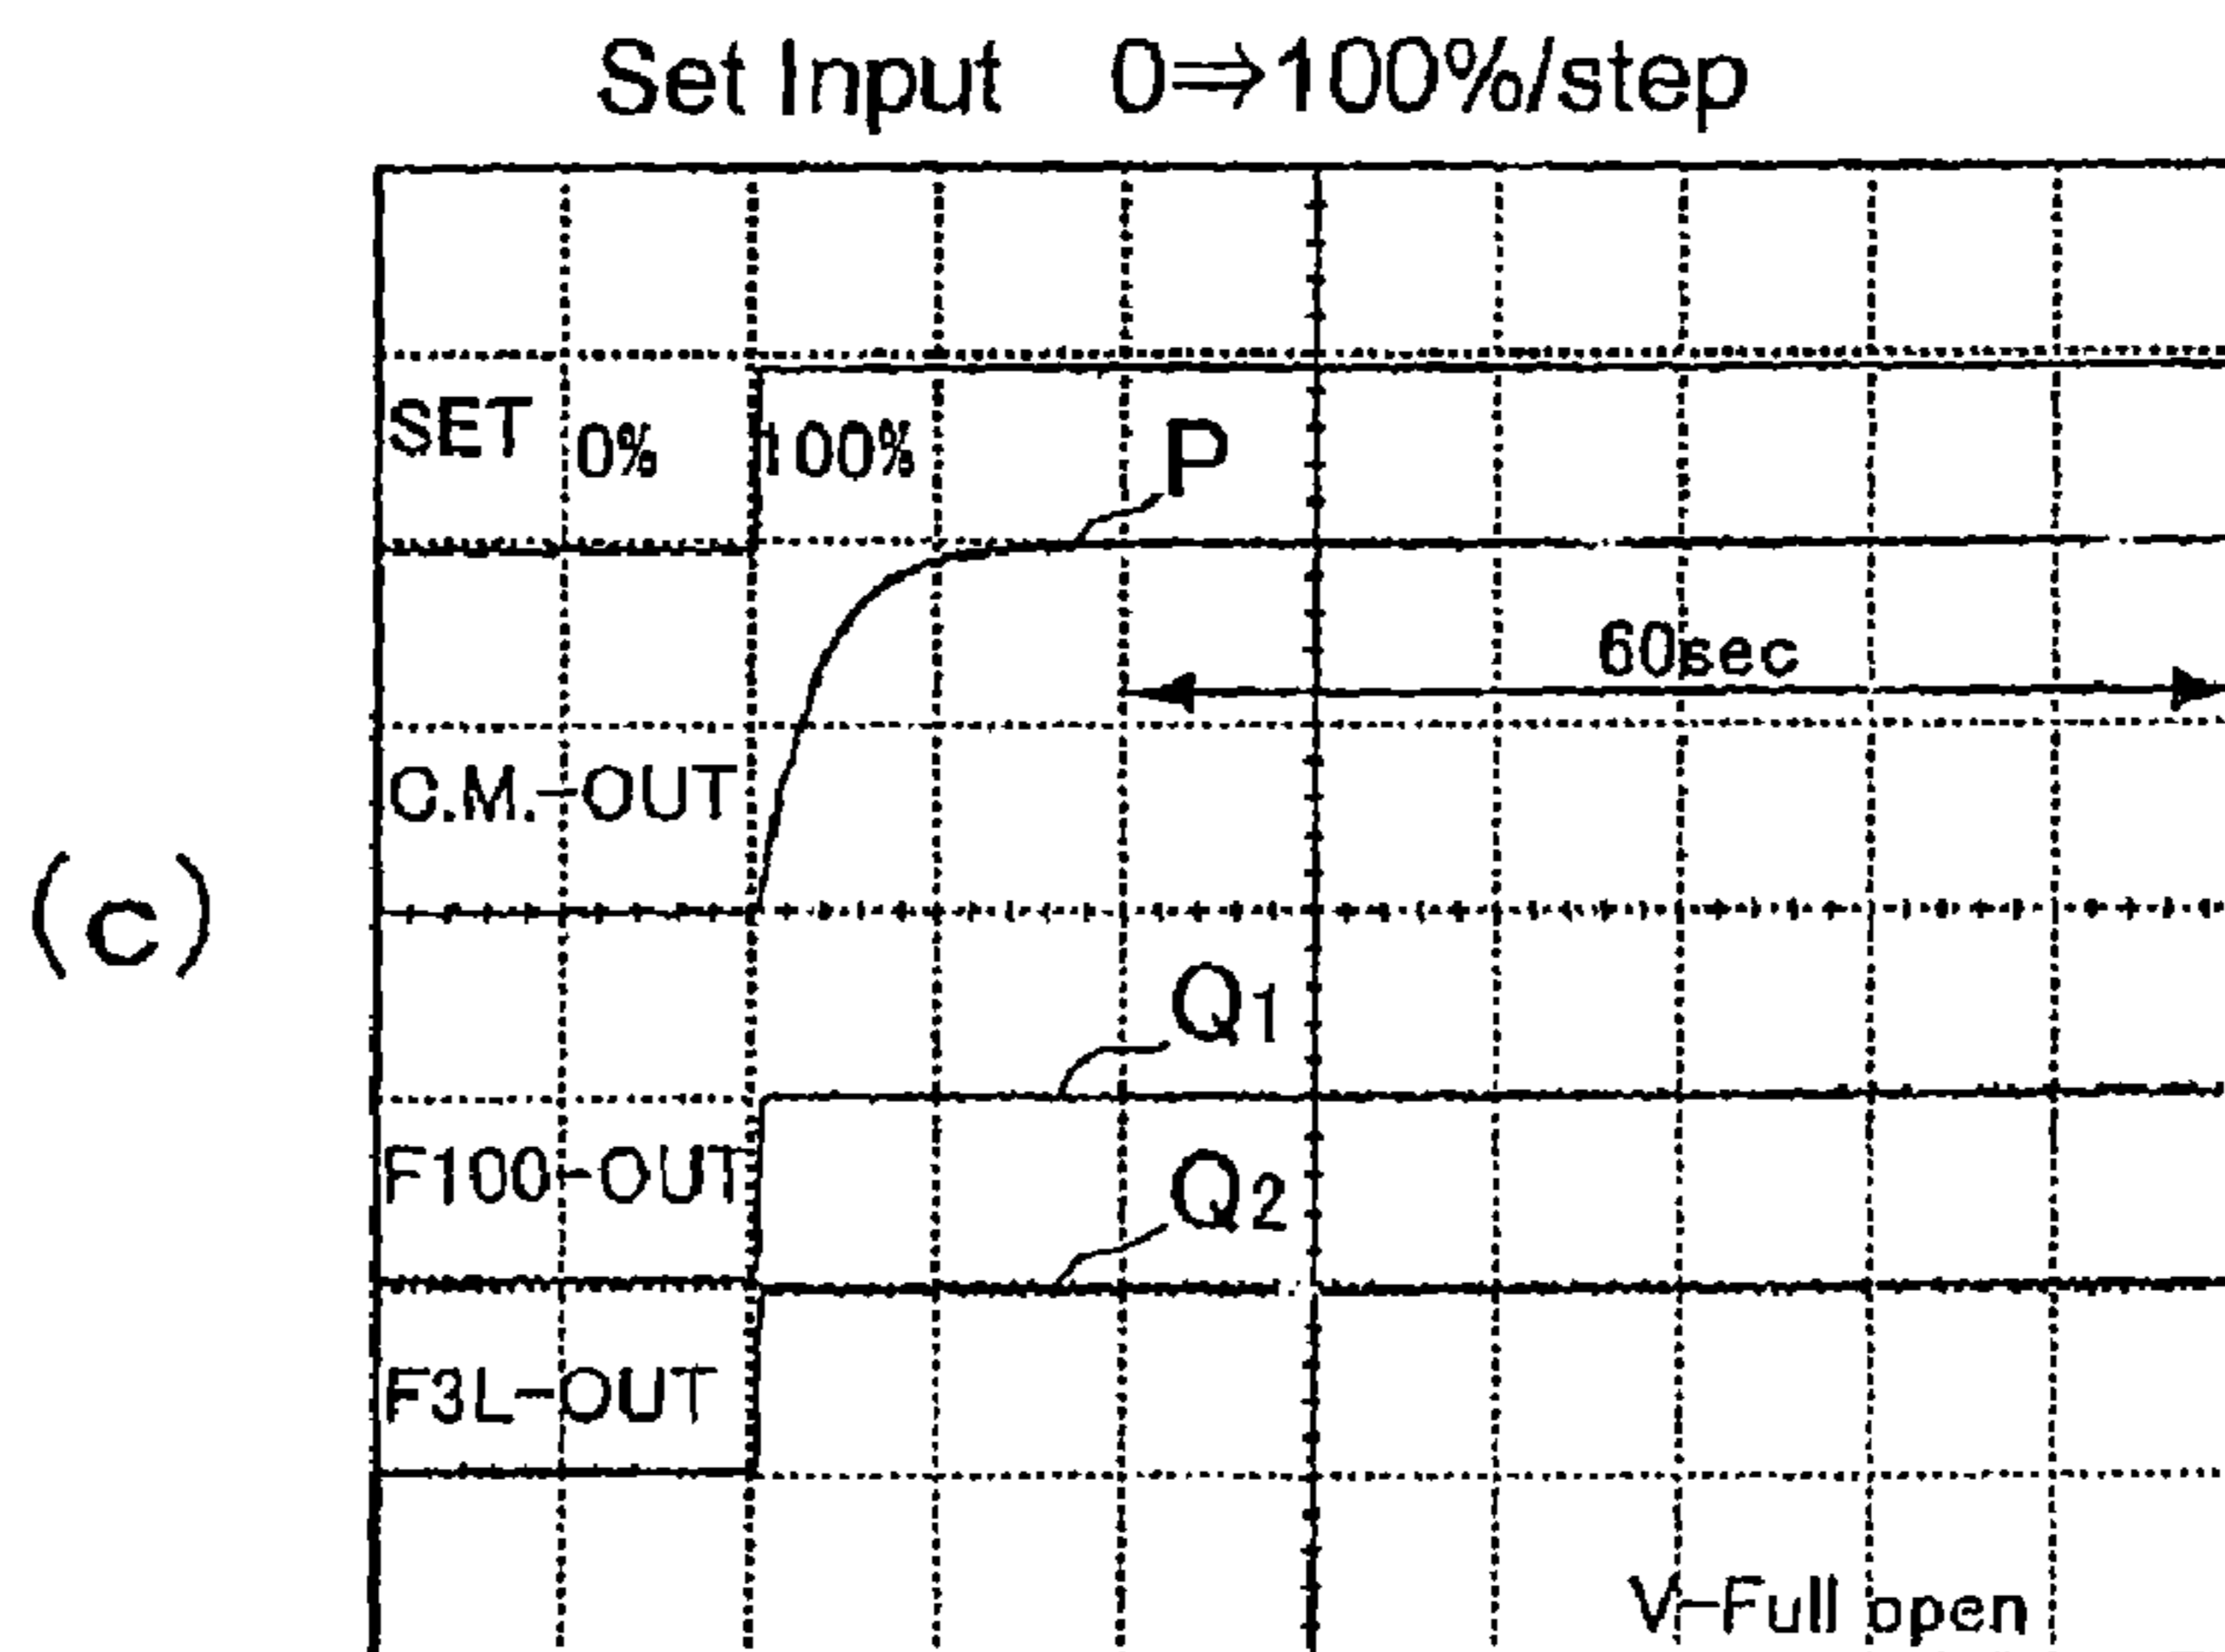 Set Input 0⇒100%/step
SET 0% 100%
P
60sec
C.M.-OUT
(c)
Q1
F100-OUT
Q2
F3L-OUT
V-Full open